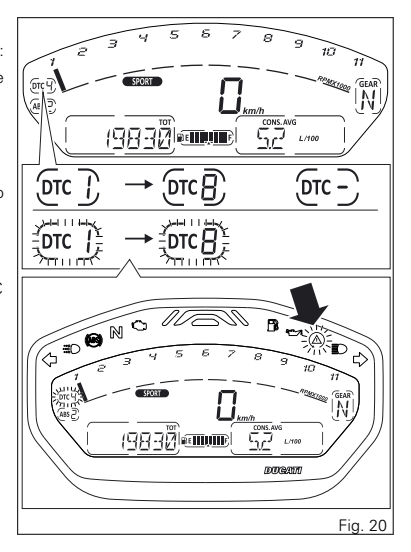 1 2 3 4 5 6 7 8 9 10 11
RPMX1000
DTC 4
SPORT
GEAR
N
ABS 2
0
km/h
TOT
19830
E F
CONS. AVG
5.2 L/100
DTC 1 → DTC 8 DTC -
DTC 1 → DTC 8
ABS N
1 2 3 4 5 6 7 8 9 10 11
RPMX1000
DTC 4
SPORT
GEAR
N
ABS 2
0
km/h
TOT
19830
E F
CONS. AVG
5.2 L/100
DUCATI
Fig. 20